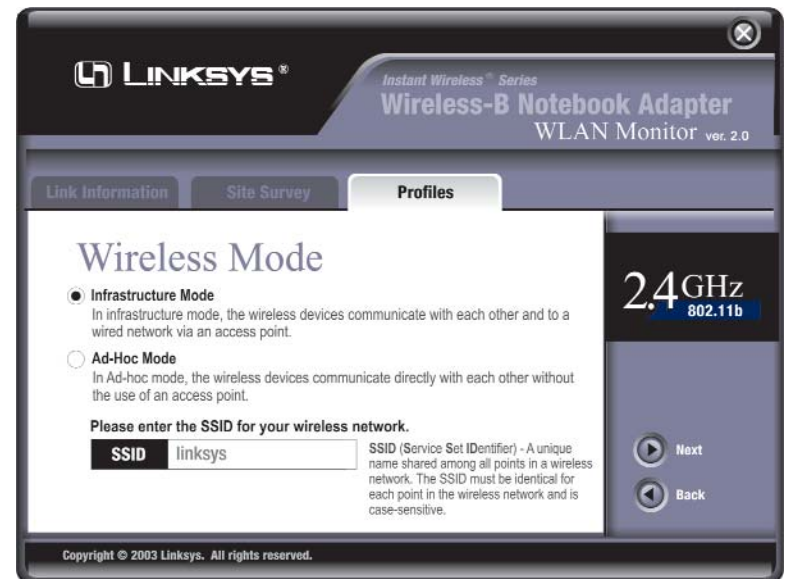 LINKSYS®
Instant Wireless® Series
Wireless-B Notebook Adapter
WLAN Monitor ver. 2.0
Link Information
Site Survey
Profiles
Wireless Mode
Infrastructure Mode
In infrastructure mode, the wireless devices communicate with each other and to a
wired network via an access point.
Ad-Hoc Mode
In Ad-hoc mode, the wireless devices communicate directly with each other without
the use of an access point.
Please enter the SSID for your wireless network.
SSID
linksys
SSID (Service Set IDentifier) - A unique
name shared among all points in a wireless
network. The SSID must be identical for
each point in the wireless network and is
case-sensitive.
2.4GHz
802.11b
Next
Back
Copyright © 2003 Linksys. All rights reserved.